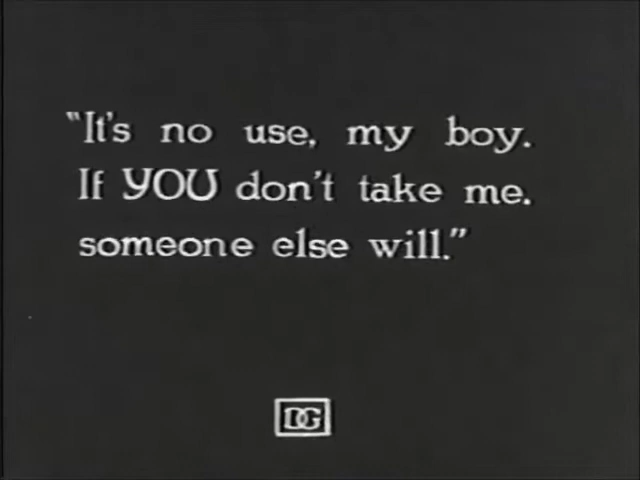 "It's no use, my boy.
If YOU don't take me,
someone else will."
DG